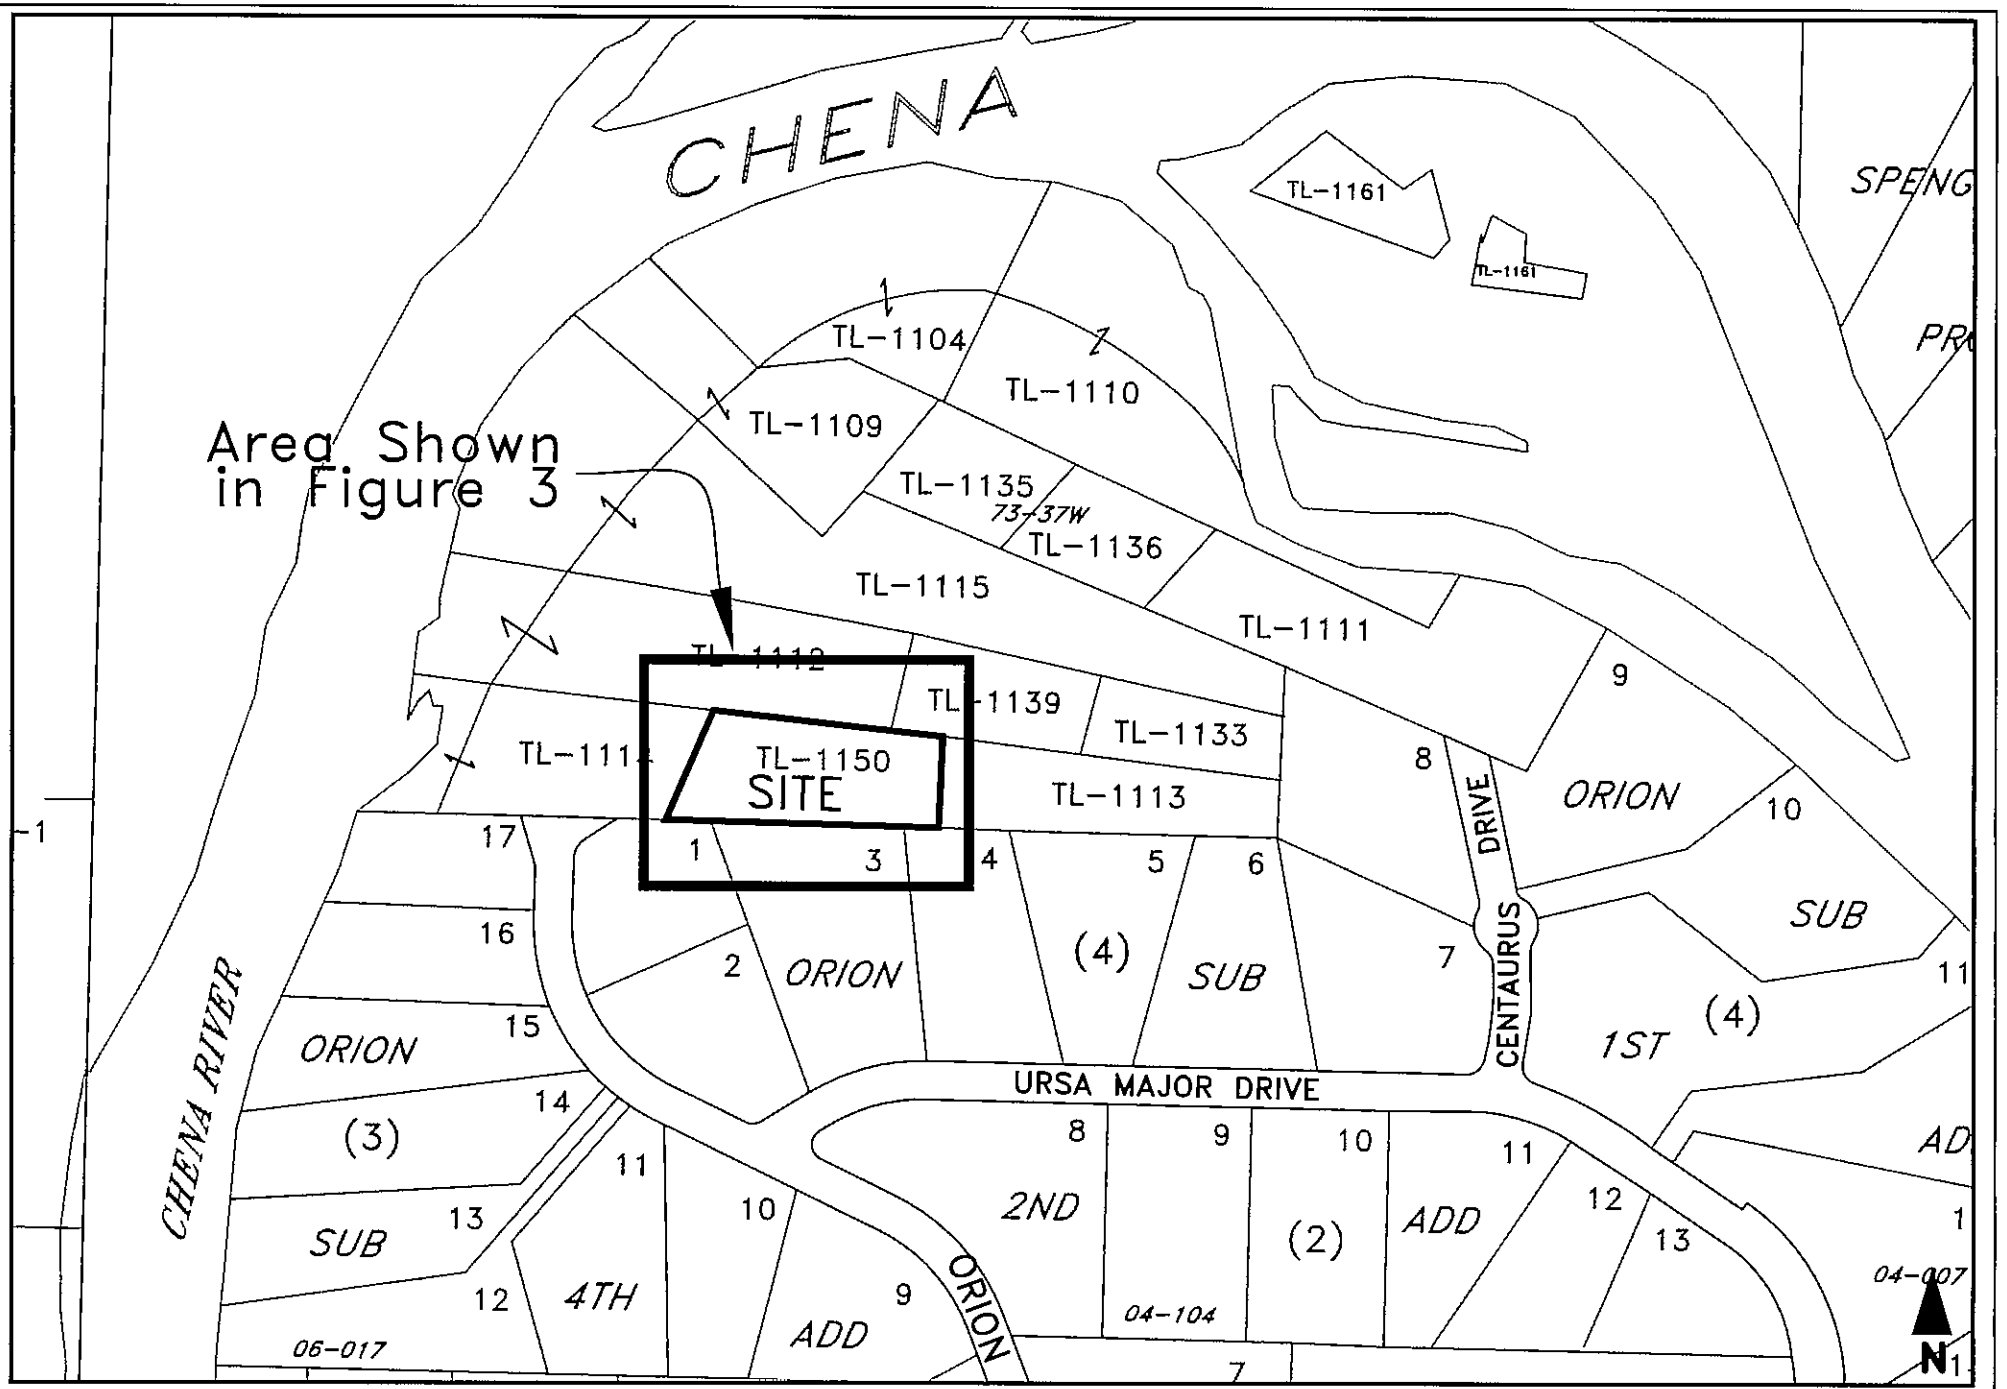 CHENA
SPENG
TL-1161
TL-1161
TL-1104
PR
TL-1110
TL-1109
Area Shown
in Figure 3
TL-1135
73-37W
TL-1136
TL-1115
TL-1111
TL-1112
9
TL-1139
TL-1133
8
TL-1150
SITE
TL-111
TL-1113
ORION
10
DRIVE
-1
17
1
3
4
5
6
16
2
ORION
(4)
SUB
7
CENTAURUS
SUB
11
CHENA RIVER
15
ORION
1ST
(4)
URSA MAJOR DRIVE
14
(3)
8
9
10
11
AD
11
13
SUB
10
2ND
(2)
ADD
12
13
1
12
4TH
9
ORION
04-104
04-007
06-017
ADD
7
N
1